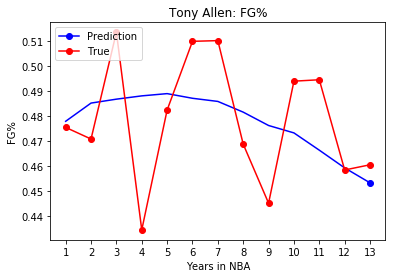 Tony Allen: FG%
Prediction
True
0.51
0.50
0.49
0.48
0.47
0.46
0.45
0.44
FG%
1 2 3 4 5 6 7 8 9 10 11 12 13
Years in NBA